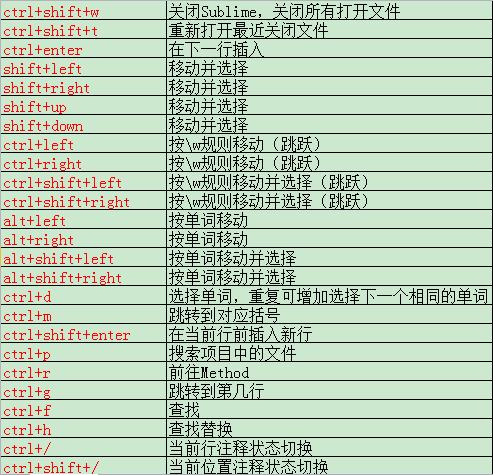 ctrl+shift+w 关闭Sublime，关闭所有打开文件
ctrl+shift+t 重新打开最近关闭文件
ctrl+enter 在下一行插入
shift+left 移动并选择
shift+right 移动并选择
shift+up 移动并选择
shift+down 移动并选择
ctrl+left 按\w规则移动（跳跃）
ctrl+right 按\w规则移动（跳跃）
ctrl+shift+left 按\w规则移动并选择（跳跃）
ctrl+shift+right 按\w规则移动并选择（跳跃）
alt+left 按单词移动
alt+right 按单词移动
alt+shift+left 按单词移动并选择
alt+shift+right 按单词移动并选择
ctrl+d 选择单词，重复可增加选择下一个相同的单词
ctrl+m 跳转到对应括号
ctrl+shift+enter 在当前行前插入新行
ctrl+p 搜索项目中的文件
ctrl+r 前往Method
ctrl+g 跳转到第几行
ctrl+f 查找
ctrl+h 查找替换
ctrl+/ 当前行注释状态切换
ctrl+shift+/ 当前位置注释状态切换